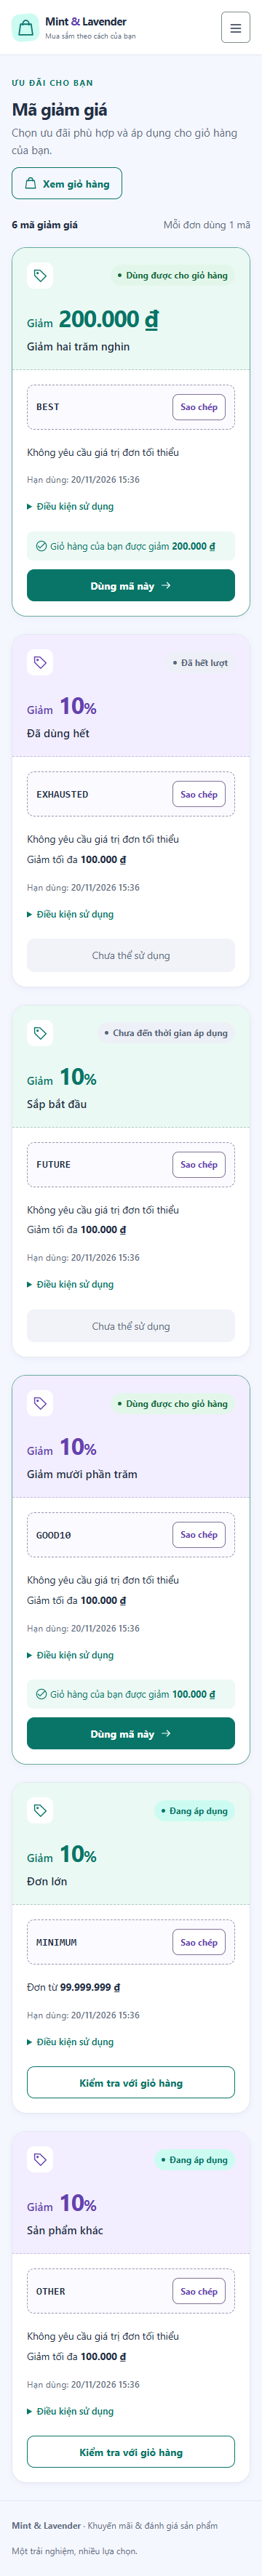 Mint & Lavender
Mua sắm theo cách của bạn
ƯU ĐÃI CHO BẠN
Mã giảm giá
Chọn ưu đãi phù hợp và áp dụng cho giỏ hàng
của bạn.
Xem giỏ hàng
6 mã giảm giá
Mỗi đơn dùng 1 mã
Dùng được cho giỏ hàng
Giảm 200.000 ₫
Giảm hai trăm nghìn
BEST
Sao chép
Không yêu cầu giá trị đơn tối thiểu
Hạn dùng: 20/11/2026 15:36
Điều kiện sử dụng
Giỏ hàng của bạn được giảm 200.000 ₫
Dùng mã này →
Đã hết lượt
Giảm 10%
Đã dùng hết
EXHAUSTED
Sao chép
Không yêu cầu giá trị đơn tối thiểu
Giảm tối đa 100.000 ₫
Hạn dùng: 20/11/2026 15:36
Điều kiện sử dụng
Chưa thể sử dụng
Chưa đến thời gian áp dụng
Giảm 10%
Sắp bắt đầu
FUTURE
Sao chép
Không yêu cầu giá trị đơn tối thiểu
Giảm tối đa 100.000 ₫
Hạn dùng: 20/11/2026 15:36
Điều kiện sử dụng
Chưa thể sử dụng
Dùng được cho giỏ hàng
Giảm 10%
Giảm mười phần trăm
GOOD10
Sao chép
Không yêu cầu giá trị đơn tối thiểu
Giảm tối đa 100.000 ₫
Hạn dùng: 20/11/2026 15:36
Điều kiện sử dụng
Giỏ hàng của bạn được giảm 100.000 ₫
Dùng mã này →
Đang áp dụng
Giảm 10%
Đơn lớn
MINIMUM
Sao chép
Đơn từ 99.999.999 ₫
Hạn dùng: 20/11/2026 15:36
Điều kiện sử dụng
Kiểm tra với giỏ hàng
Đang áp dụng
Giảm 10%
Sản phẩm khác
OTHER
Sao chép
Không yêu cầu giá trị đơn tối thiểu
Giảm tối đa 100.000 ₫
Hạn dùng: 20/11/2026 15:36
Điều kiện sử dụng
Kiểm tra với giỏ hàng
Mint & Lavender · Khuyến mãi & đánh giá sản phẩm
Một trải nghiệm, nhiều lựa chọn.